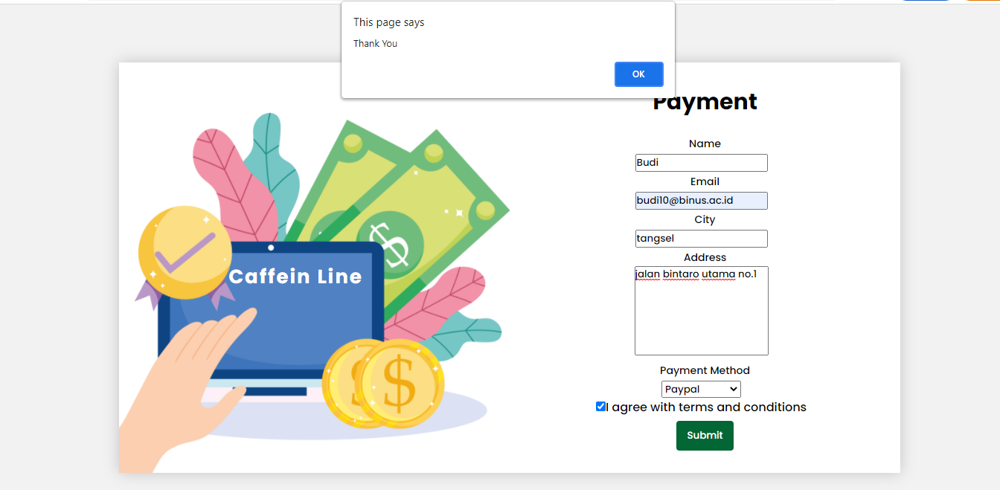 This page says
Thank You
OK
Payment
Name
Budi
Email
budi10@binus.ac.id
City
tangsel
Address
jalan bintaro utama no.1
Payment Method
Paypal
I agree with terms and conditions
Submit
Caffein Line
$
$
$